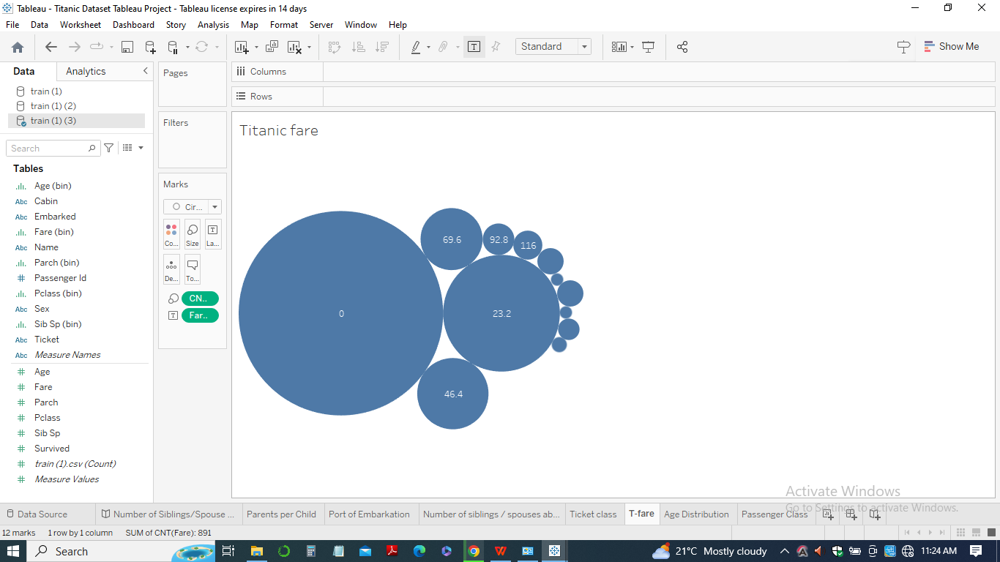 Tableau - Titanic Dataset Tableau Project - Tableau license expires in 14 days
File Data Worksheet Dashboard Story Analysis Map Format Server Window Help
Standard
Show Me
Data Analytics
train (1)
train (1) (2)
train (1) (3)
Search
Tables
Age (bin)
Abc Cabin
Abc Embarked
Fare (bin)
Abc Name
Parch (bin)
# Passenger Id
Pclass (bin)
Abc Sex
Sib Sp (bin)
Abc Ticket
Abc Measure Names
# Age
# Fare
# Parch
# Pclass
# Sib Sp
# Survived
# train (1).csv (Count)
# Measure Values
Pages
Filters
Marks
Cir...
Co... Size La...
De... To...
CN..
Far..
Columns
Rows
Titanic fare
69.6 92.8 116
0 23.2
46.4
Activate Windows
Go to Settings to activate Windows.
Data Source Number of Siblings/Spouse ... Parents per Child Port of Embarkation Number of siblings / spouses ab... Ticket class T-fare Age Distribution Passenger Class
12 marks 1 row by 1 column SUM of CNT(Fare): 891
Search 21°C Mostly cloudy 11:24 AM